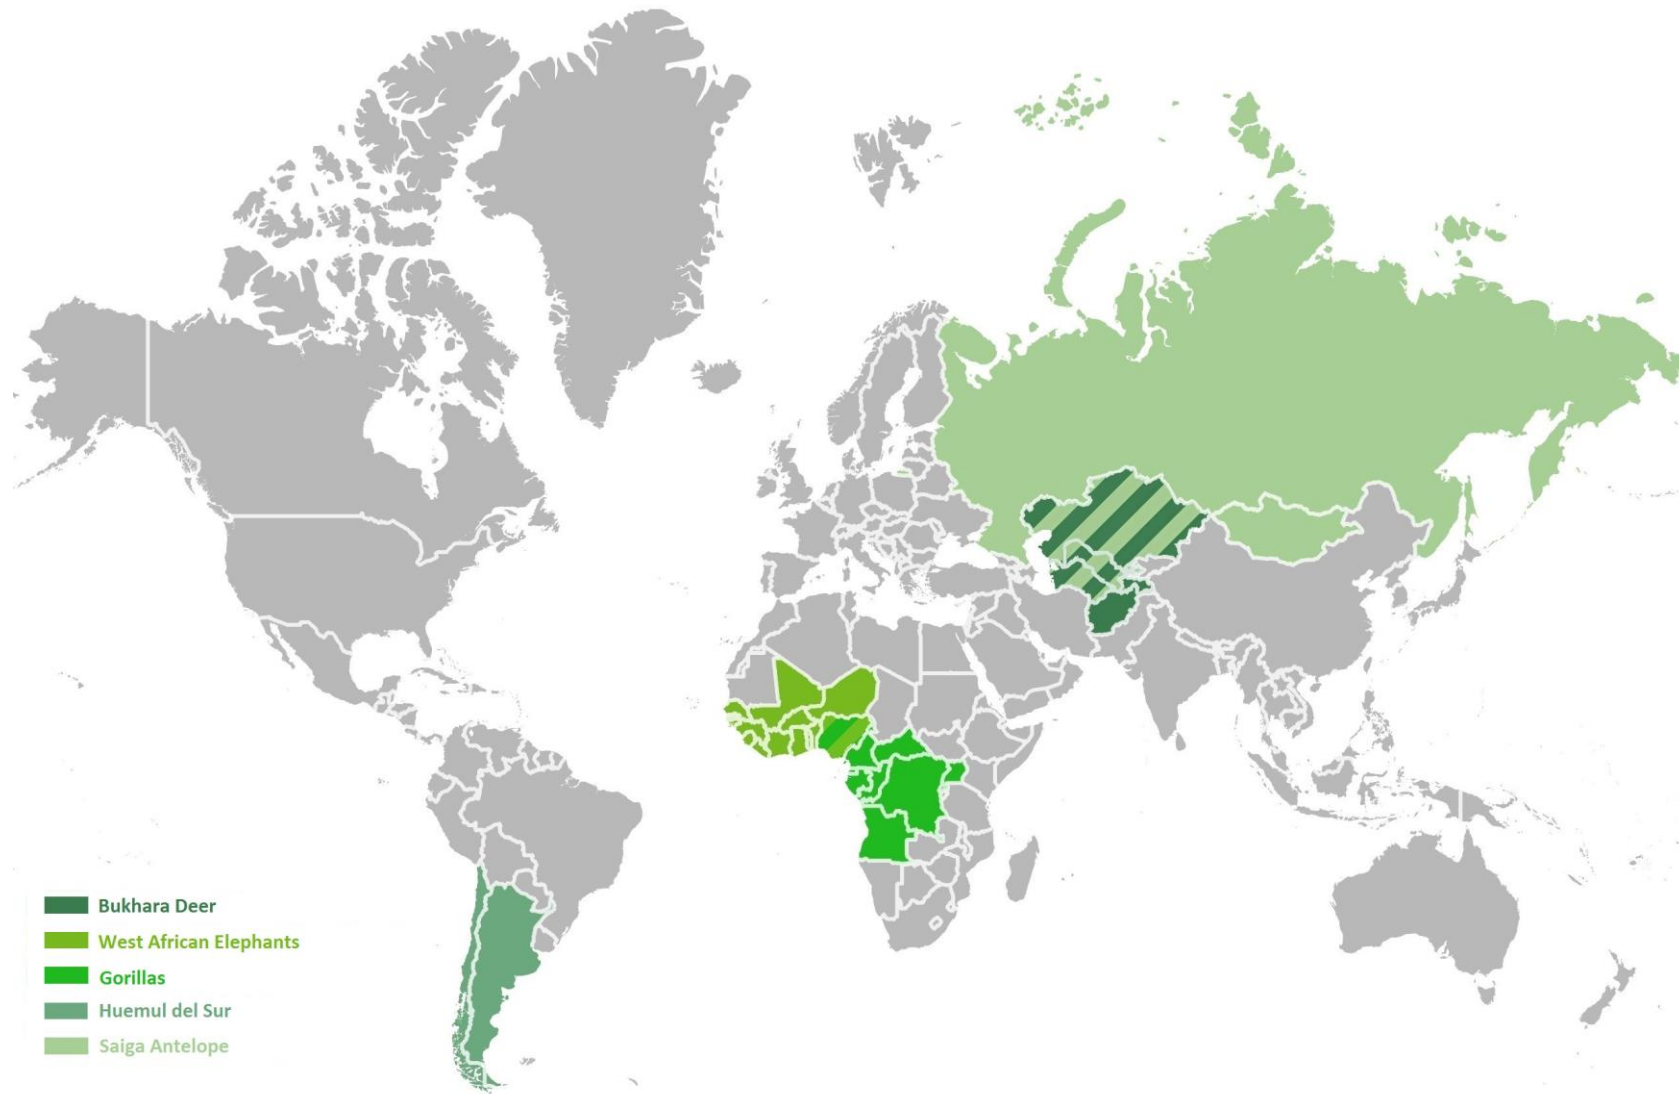 Bukhara Deer
West African Elephants
Gorillas
Huemul del Sur
Saiga Antelope